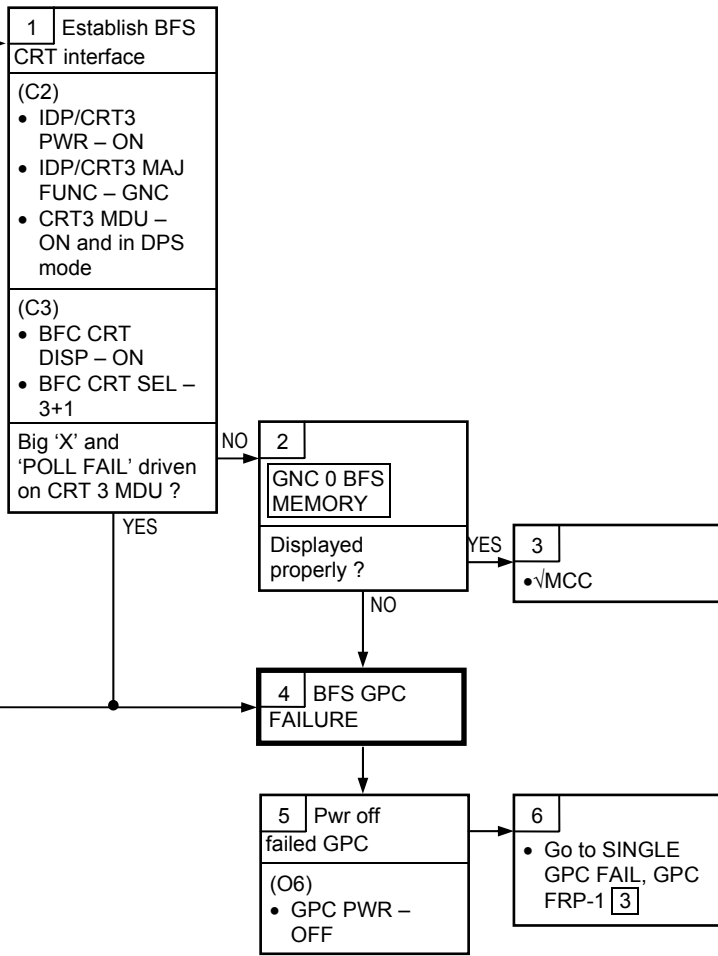 1 Establish BFS
CRT interface
(C2)
• IDP/CRT3
PWR – ON
• IDP/CRT3 MAJ
FUNC – GNC
• CRT3 MDU –
ON and in DPS
mode
(C3)
• BFC CRT
DISP – ON
• BFC CRT SEL –
3+1
Big ‘X’ and
‘POLL FAIL’ driven
on CRT 3 MDU ?
NO
YES
2
GNC 0 BFS
MEMORY
Displayed
properly ?
YES
NO
3
•√MCC
4 BFS GPC
FAILURE
5 Pwr off
failed GPC
(O6)
• GPC PWR –
OFF
6
• Go to SINGLE
GPC FAIL, GPC
FRP-1 3